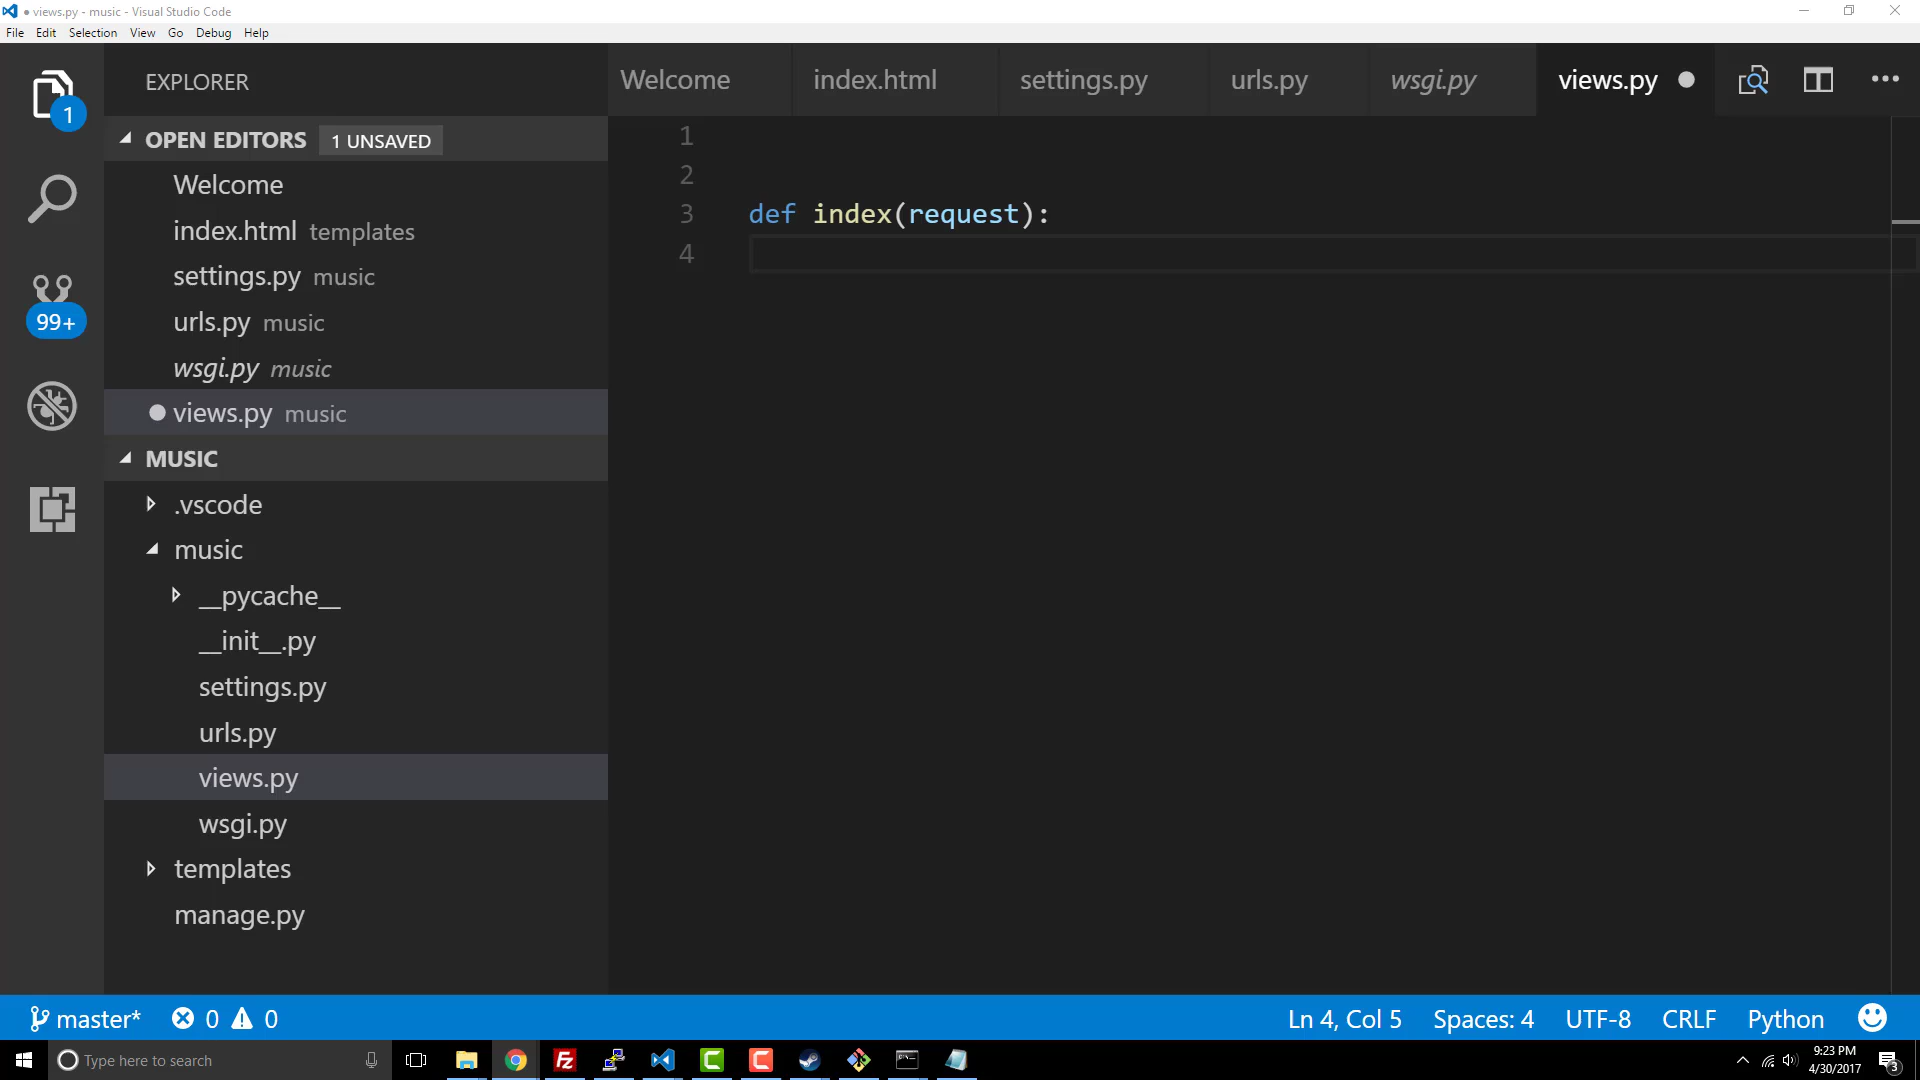 views.py - music - Visual Studio Code
File Edit Selection View Go Debug Help
EXPLORER
1
99+
OPEN EDITORS 1 UNSAVED
Welcome
index.html templates
settings.py music
urls.py music
wsgi.py music
views.py music
MUSIC
.vscode
music
__pycache__
__init__.py
settings.py
urls.py
views.py
wsgi.py
templates
manage.py
Welcome index.html settings.py urls.py wsgi.py views.py
1
2
3 def index(request):
4
master* 0 0 Ln 4, Col 5 Spaces: 4 UTF-8 CRLF Python
Type here to search
Fz
9:23 PM
4/30/2017
3